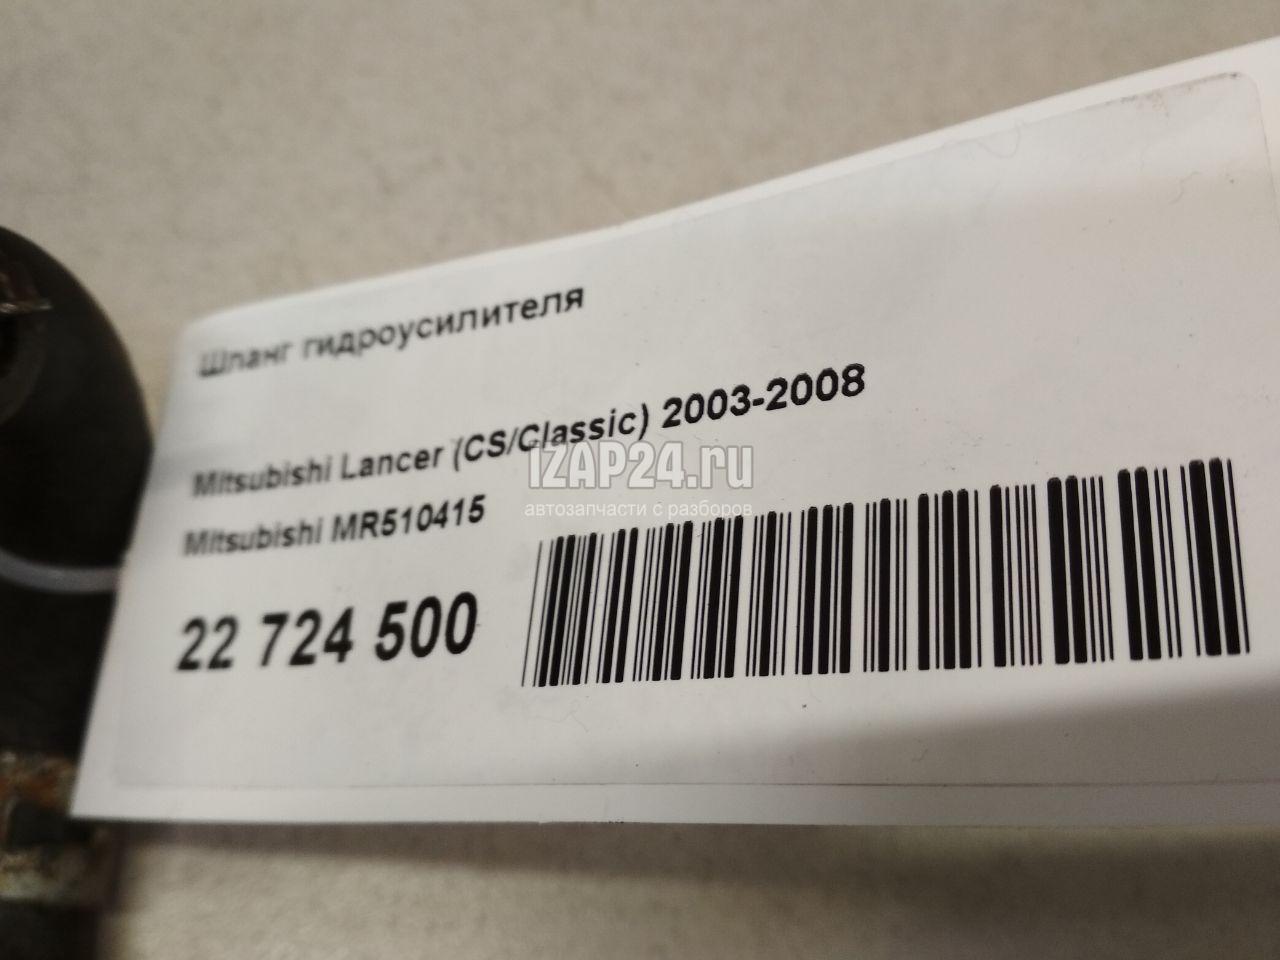 Шланг гидроусилителя
Mitsubishi Lancer (CS/Classic) 2003-2008
IZAP24.ru
автозапчасти с разборов
Mitsubishi MR510415
22 724 500